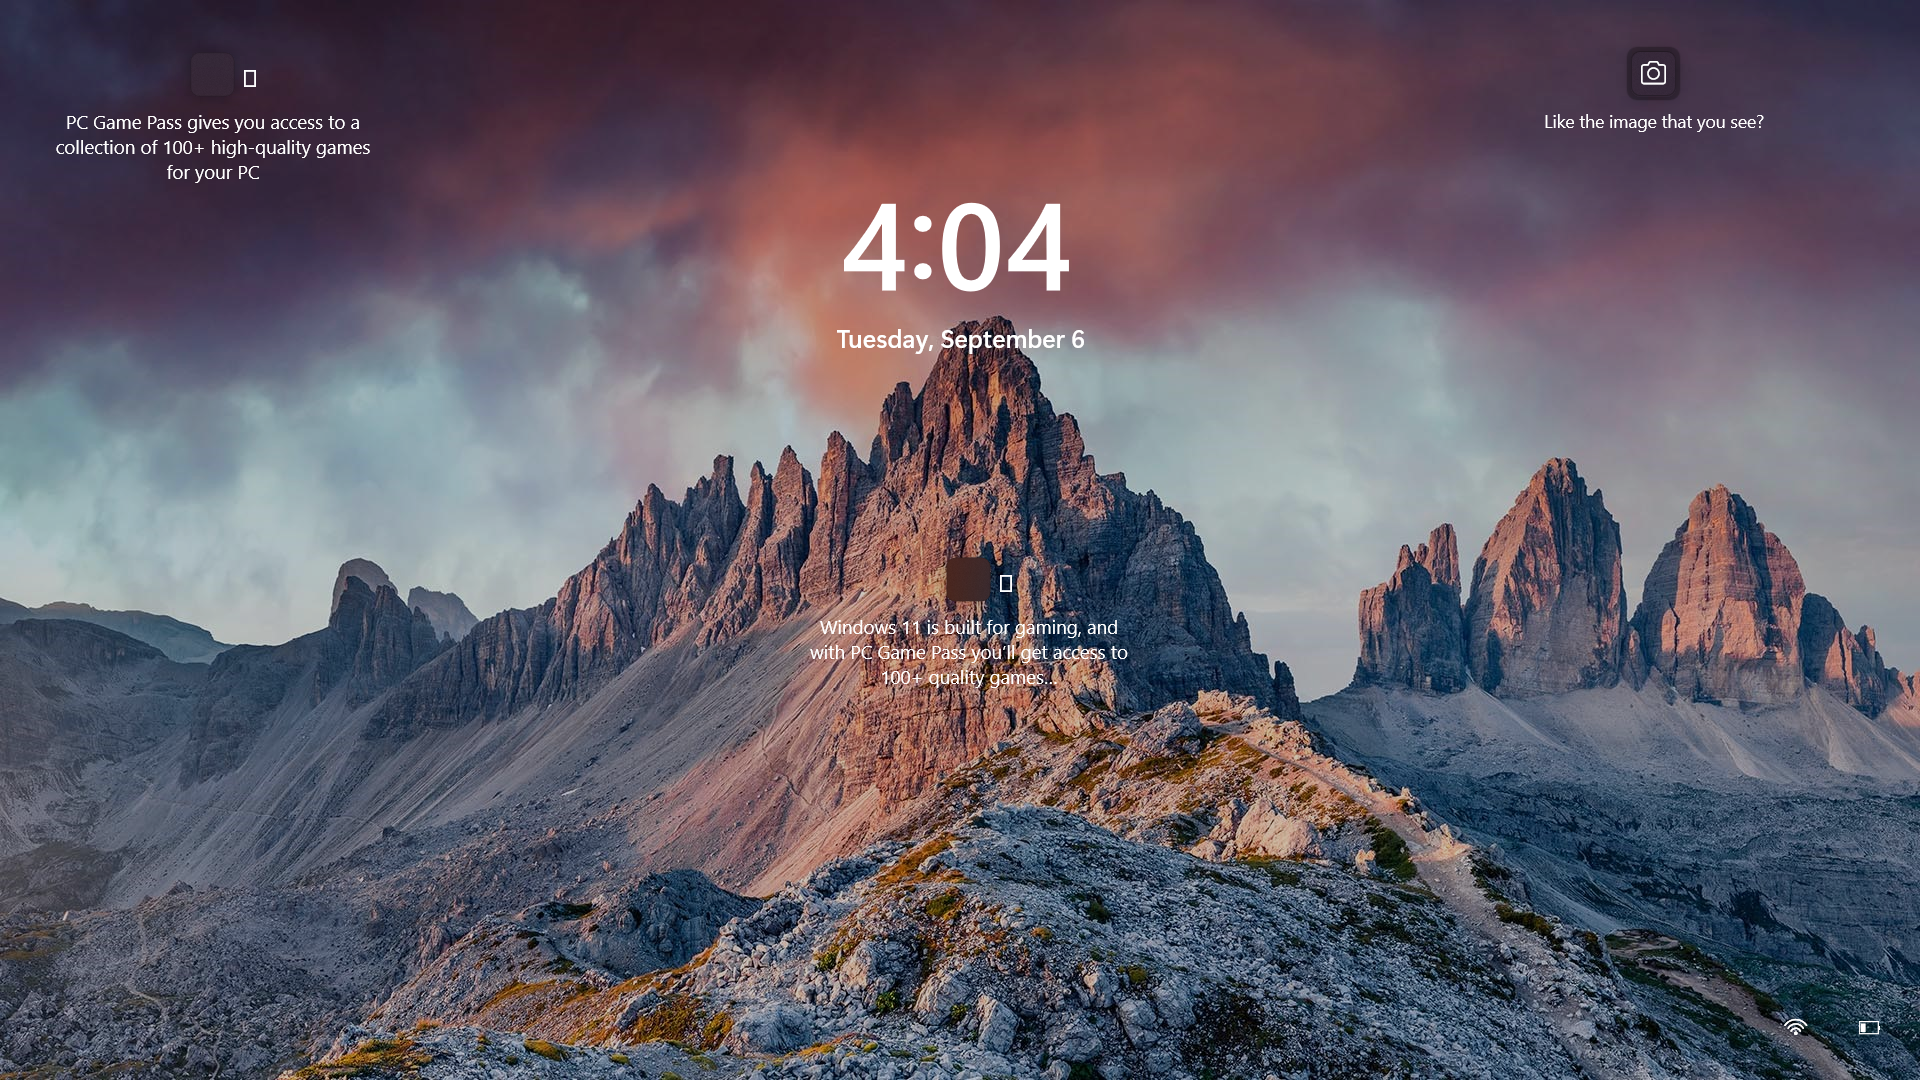 PC Game Pass gives you access to a
collection of 100+ high-quality games
for your PC
Like the image that you see?
4:04
Tuesday, September 6
Windows 11 is built for gaming, and
with PC Game Pass you'll get access to
100+ quality games...